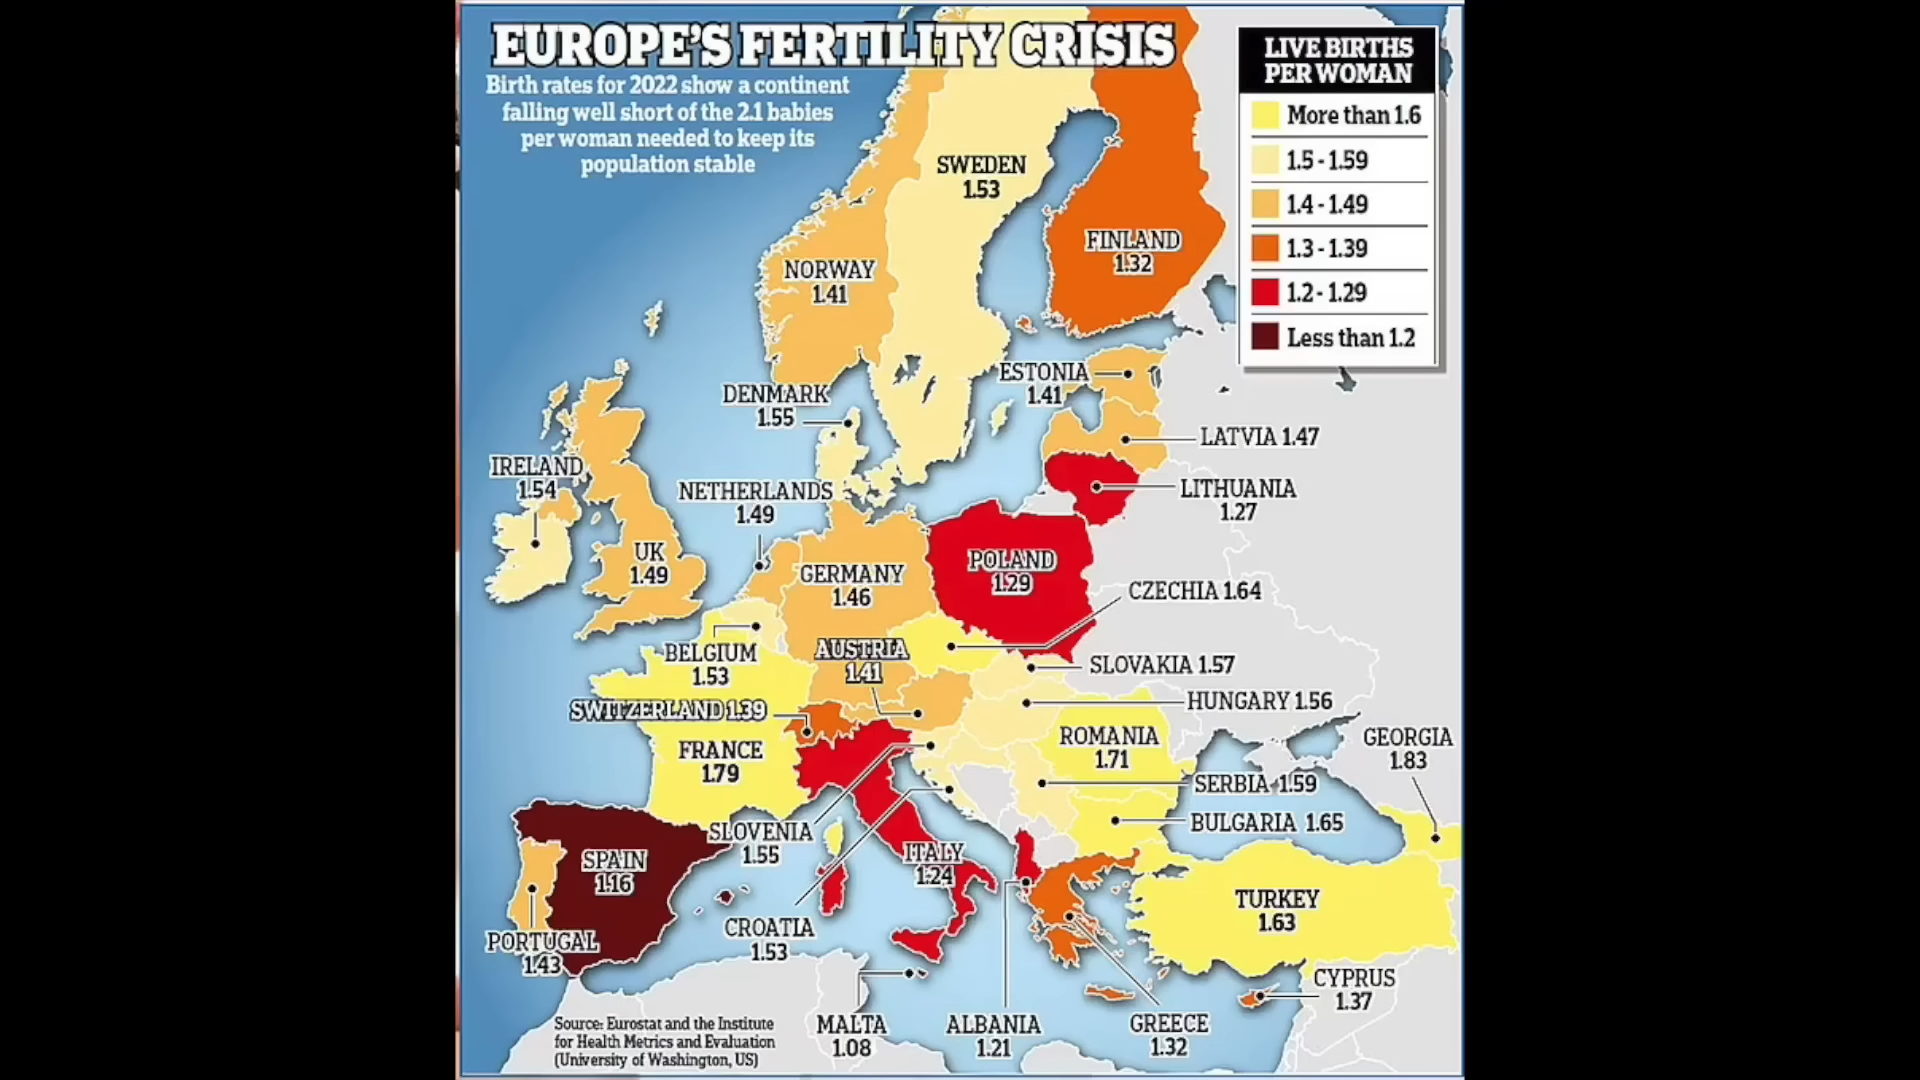 EUROPE'S FERTILITY CRISIS
Birth rates for 2022 show a continent
falling well short of the 2.1 babies
per woman needed to keep its
population stable
LIVE BIRTHS
PER WOMAN
More than 1.6
1.5 - 1.59
1.4 - 1.49
1.3 - 1.39
1.2 - 1.29
Less than 1.2
SWEDEN
1.53
FINLAND
1.32
NORWAY
1.41
ESTONIA
1.41
DENMARK
1.55
LATVIA 1.47
IRELAND
1.54
NETHERLANDS
1.49
LITHUANIA
1.27
UK
1.49
GERMANY
1.46
POLAND
1.29
CZECHIA 1.64
BELGIUM
1.53
AUSTRIA
1.41
SLOVAKIA 1.57
SWITZERLAND 1.39
HUNGARY 1.56
FRANCE
1.79
ROMANIA
1.71
GEORGIA
1.83
SERBIA 1.59
BULGARIA 1.65
SLOVENIA
1.55
SPAIN
1.16
ITALY
1.24
TURKEY
1.63
PORTUGAL
1.43
CROATIA
1.53
CYPRUS
1.37
MALTA
1.08
ALBANIA
1.21
GREECE
1.32
Source: Eurostat and the Institute
for Health Metrics and Evaluation
(University of Washington, US)